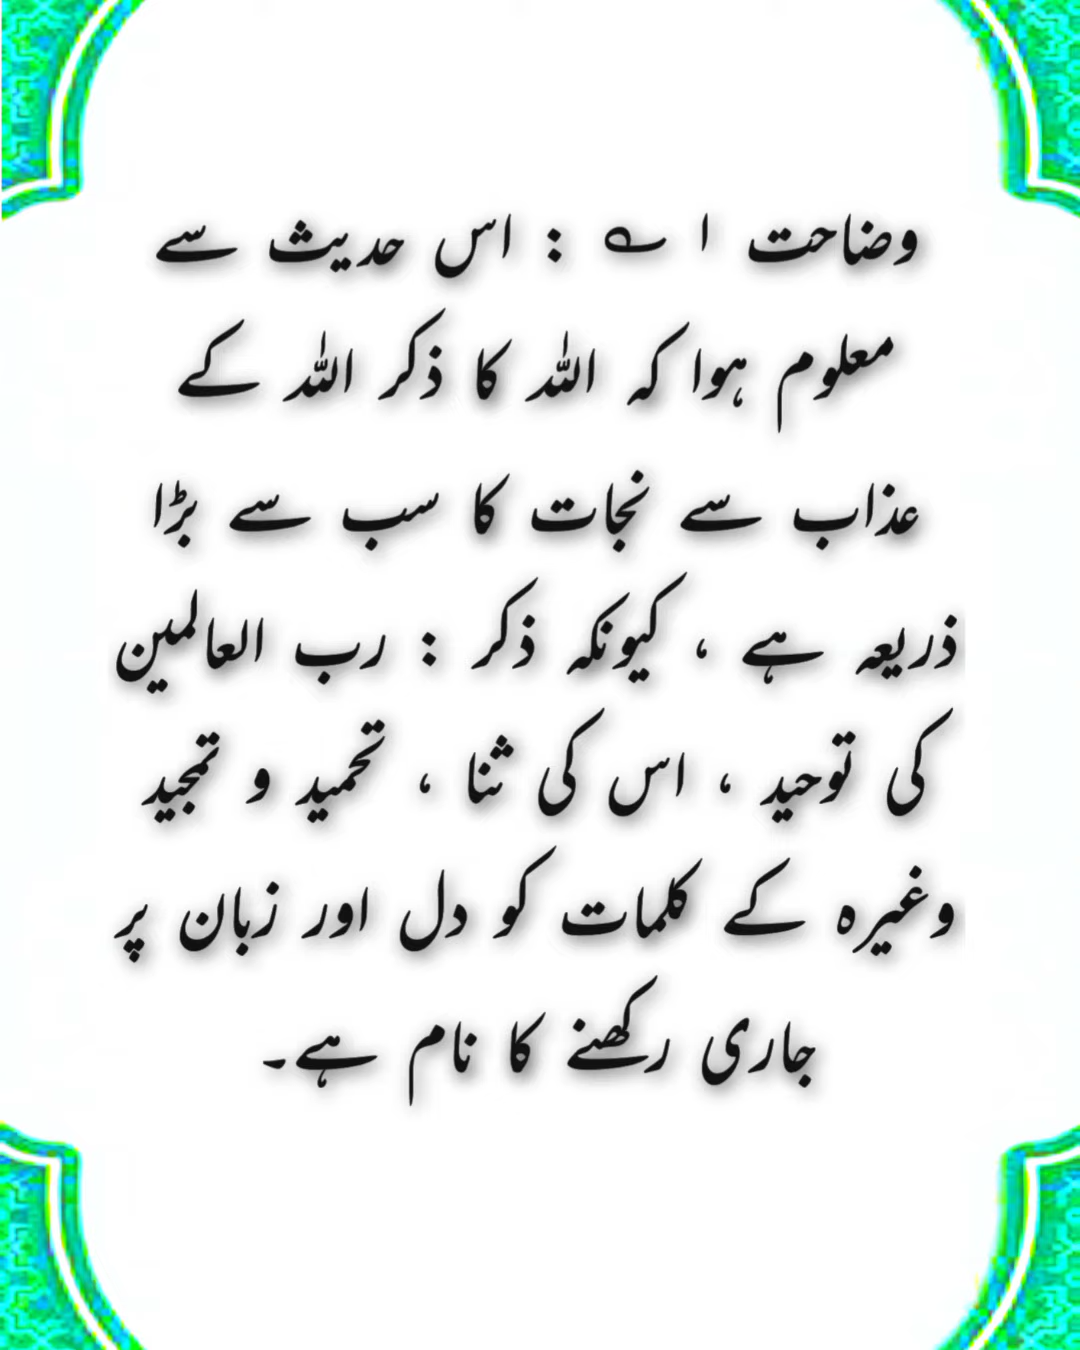 وضاحت ۱؎ : اس حدیث سے
معلوم ہوا کہ اللہ کا ذکر اللہ کے
عذاب سے نجات کا سب سے بڑا
ذریعہ ہے ، کیونکہ ذکر : رب العالمین
کی توحید ، اس کی ثنا ، تحمید و تمجید
وغیرہ کے کلمات کو دل اور زبان پر
جاری رکھنے کا نام ہے۔